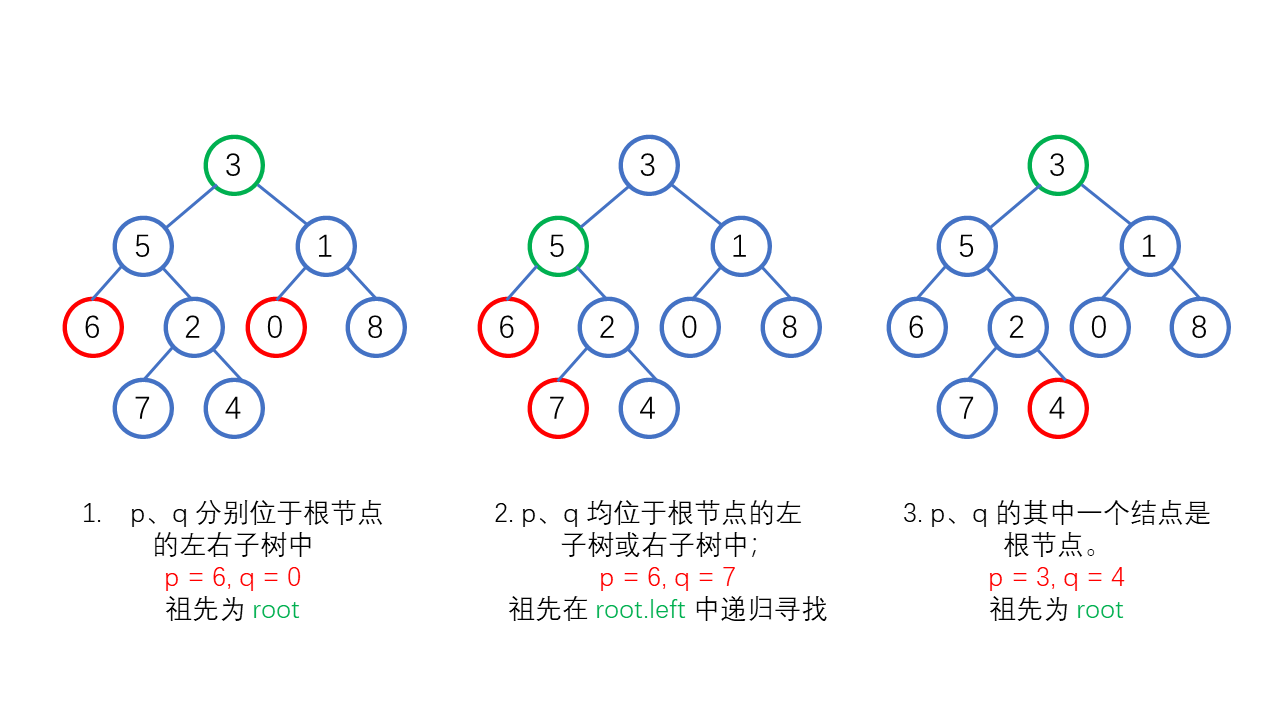 3
5 1
6 2 0 8
7 4
1. p、q 分别位于根节点
的左右子树中
p = 6, q = 0
祖先为 root
3
5 1
6 2 0 8
7 4
2. p、q 均位于根节点的左
子树或右子树中；
p = 6, q = 7
祖先在 root.left 中递归寻找
3
5 1
6 2 0 8
7 4
3. p、q 的其中一个结点是
根节点。
p = 3, q = 4
祖先为 root